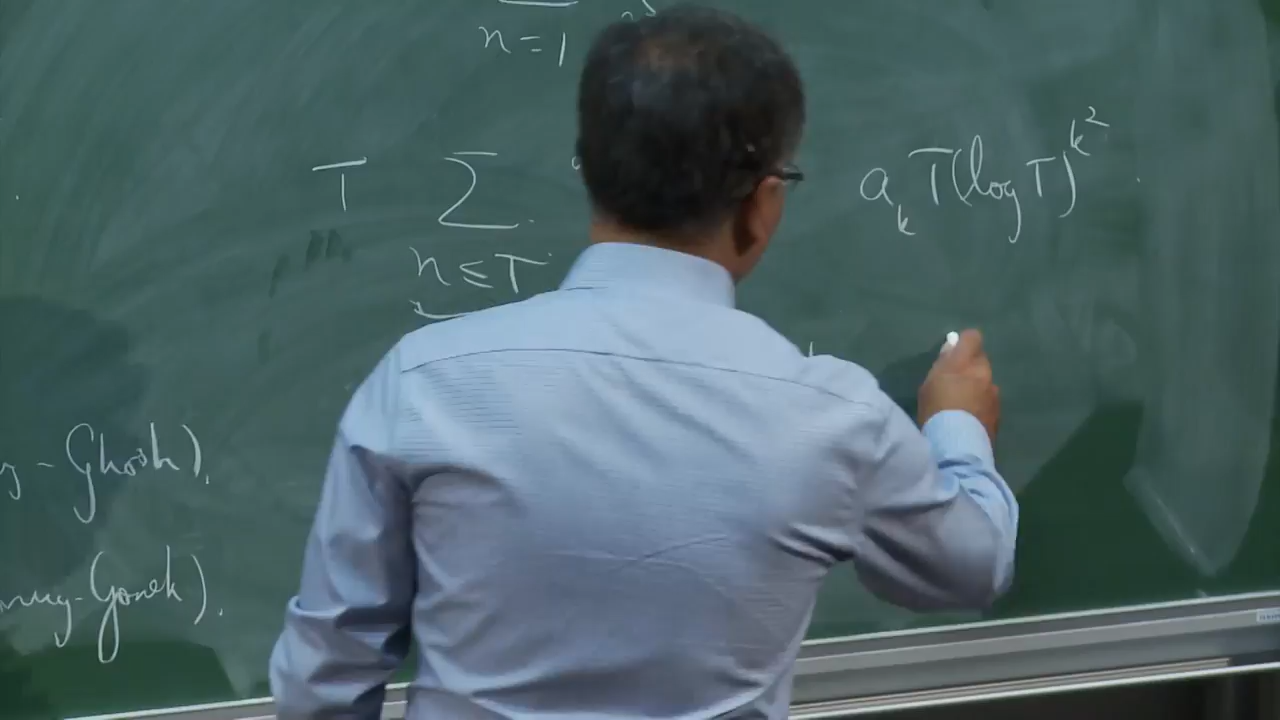 n=1
T ∑ a_k T(log T)^{k^2}
n≤T
-Ghosh).
-Gonek).